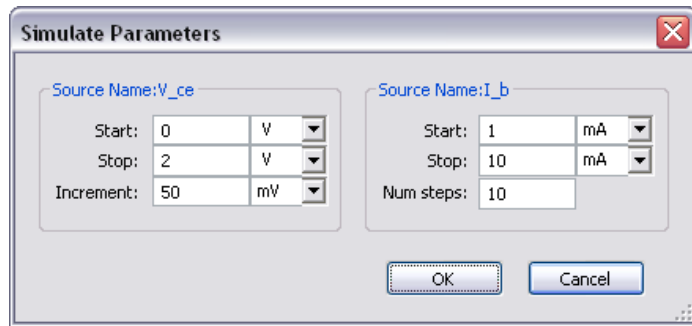 Simulate Parameters
Source Name:V_ce
Start: 0 V
Stop: 2 V
Increment: 50 mV
Source Name:I_b
Start: 1 mA
Stop: 10 mA
Num steps: 10
OK Cancel